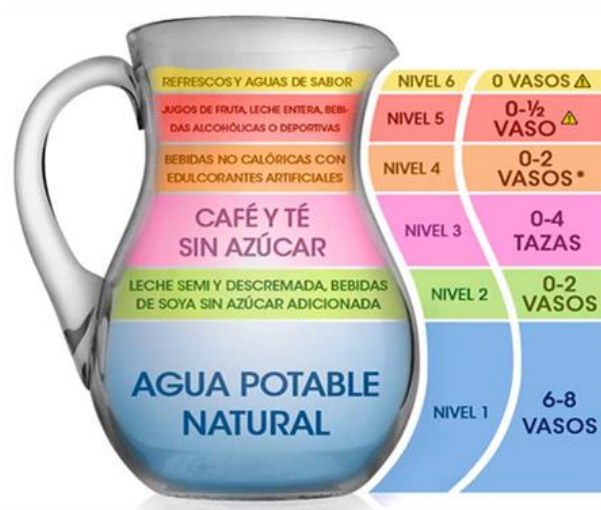 REFRESCOS Y AGUAS DE SABOR
NIVEL 6
0 VASOS
JUGOS DE FRUTA, LECHE ENTERA, BEBI-
DAS ALCOHÓLICAS O DEPORTIVAS
NIVEL 5
0-½
VASO
BEBIDAS NO CALÓRICAS CON
EDULCORANTES ARTIFICIALES
NIVEL 4
0-2
VASOS*
CAFÉ Y TÉ
SIN AZÚCAR
NIVEL 3
0-4
TAZAS
LECHE SEMI Y DESCREMADA, BEBIDAS
DE SOYA SIN AZÚCAR ADICIONADA
NIVEL 2
0-2
VASOS
AGUA POTABLE
NATURAL
NIVEL 1
6-8
VASOS